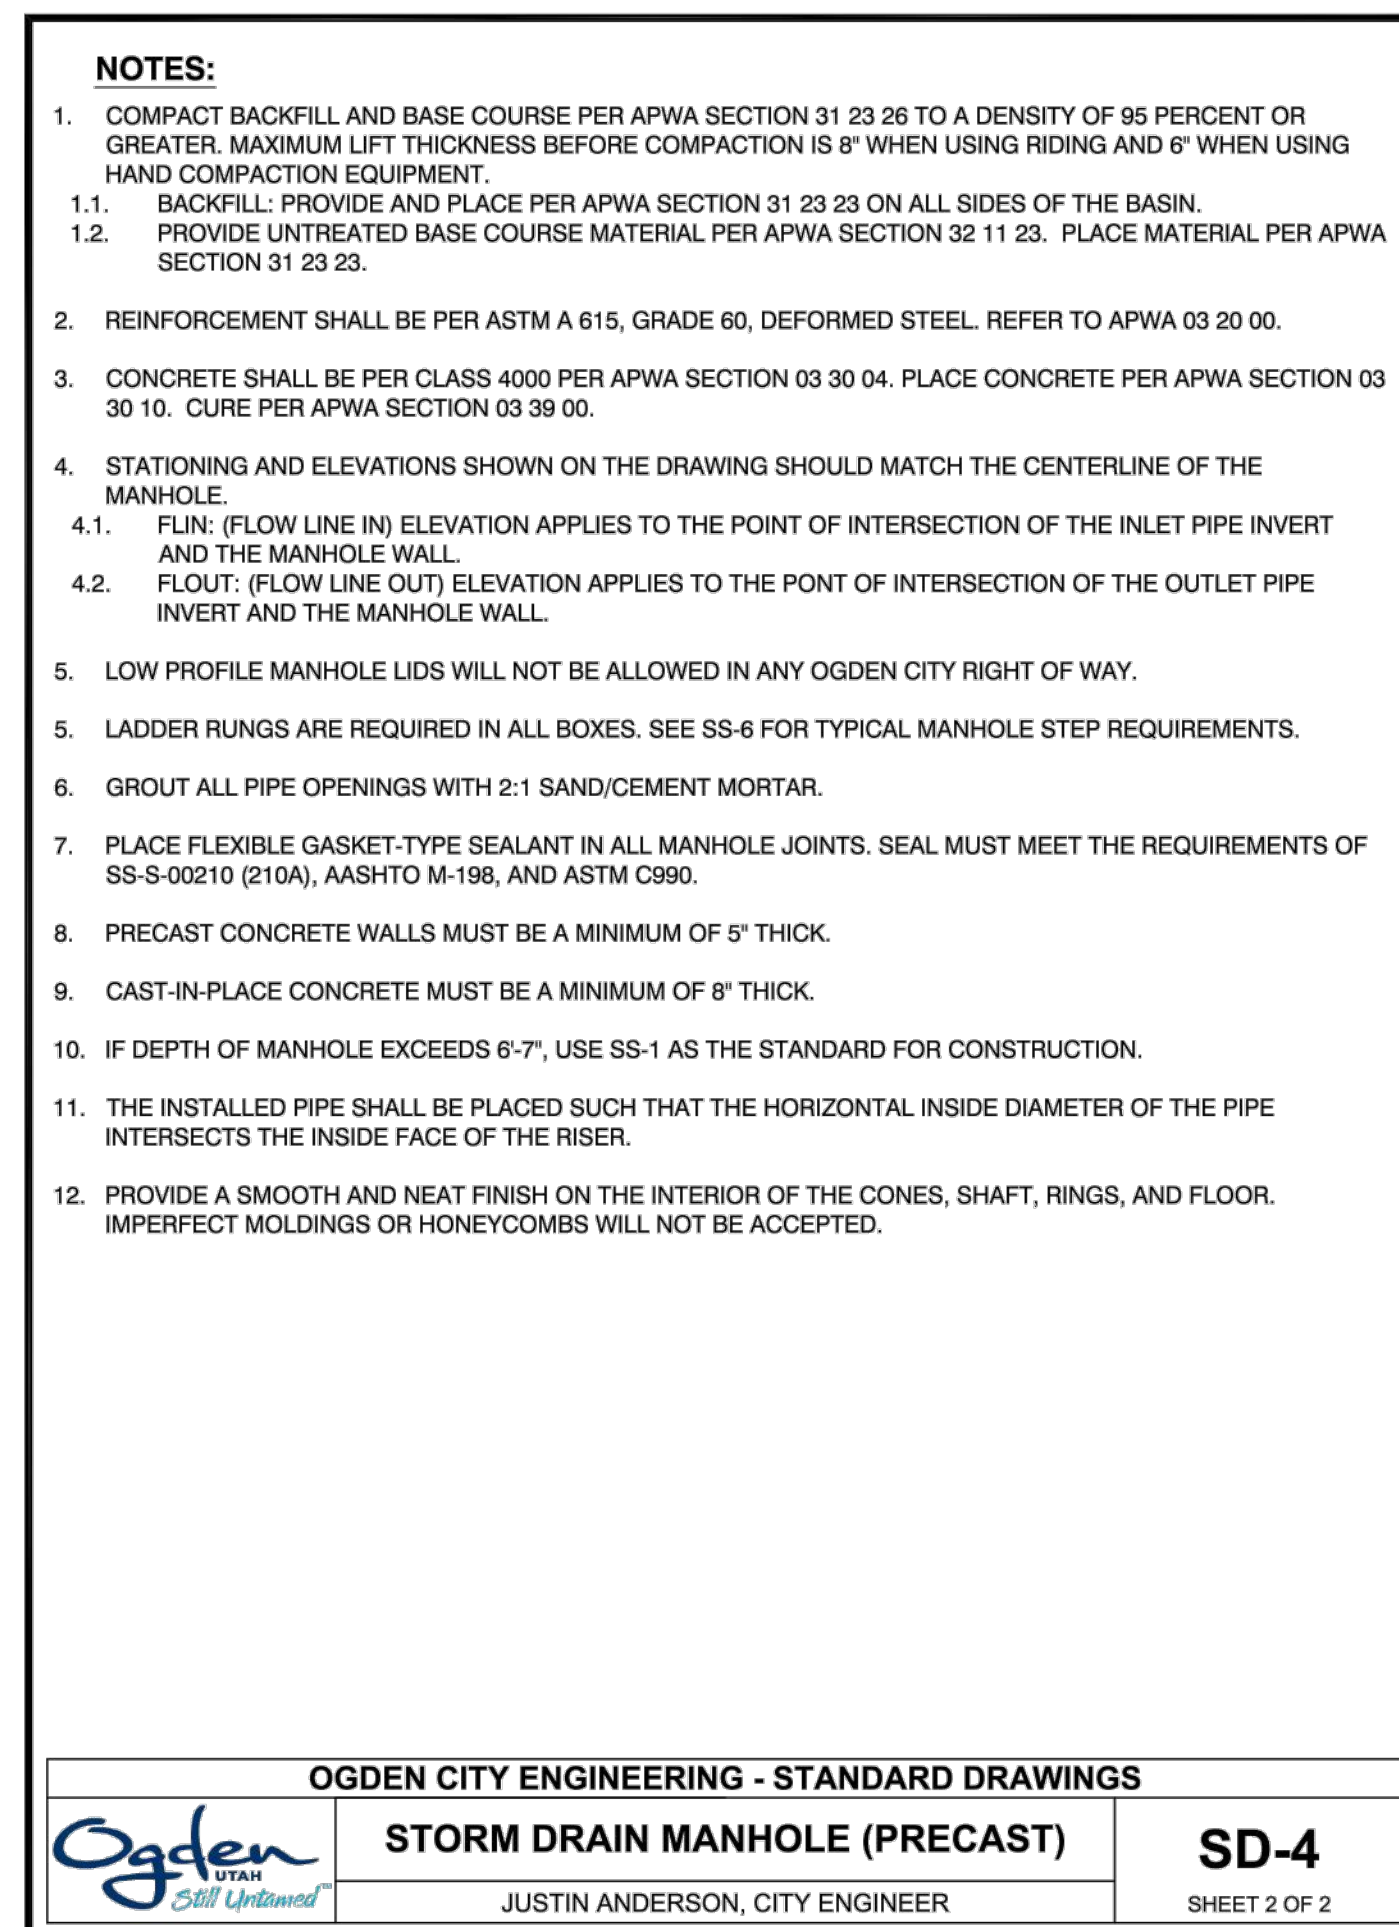 NOTES:
1. COMPACT BACKFILL AND BASE COURSE PER APWA SECTION 31 23 26 TO A DENSITY OF 95 PERCENT OR
GREATER. MAXIMUM LIFT THICKNESS BEFORE COMPACTION IS 8" WHEN USING RIDING AND 6" WHEN USING
HAND COMPACTION EQUIPMENT.
1.1. BACKFILL: PROVIDE AND PLACE PER APWA SECTION 31 23 23 ON ALL SIDES OF THE BASIN.
1.2. PROVIDE UNTREATED BASE COURSE MATERIAL PER APWA SECTION 32 11 23. PLACE MATERIAL PER APWA
SECTION 31 23 23.
2. REINFORCEMENT SHALL BE PER ASTM A 615, GRADE 60, DEFORMED STEEL. REFER TO APWA 03 20 00.
3. CONCRETE SHALL BE PER CLASS 4000 PER APWA SECTION 03 30 04. PLACE CONCRETE PER APWA SECTION 03
30 10. CURE PER APWA SECTION 03 39 00.
4. STATIONING AND ELEVATIONS SHOWN ON THE DRAWING SHOULD MATCH THE CENTERLINE OF THE
MANHOLE.
4.1. FLIN: (FLOW LINE IN) ELEVATION APPLIES TO THE POINT OF INTERSECTION OF THE INLET PIPE INVERT
AND THE MANHOLE WALL.
4.2. FLOUT: (FLOW LINE OUT) ELEVATION APPLIES TO THE PONT OF INTERSECTION OF THE OUTLET PIPE
INVERT AND THE MANHOLE WALL.
5. LOW PROFILE MANHOLE LIDS WILL NOT BE ALLOWED IN ANY OGDEN CITY RIGHT OF WAY.
5. LADDER RUNGS ARE REQUIRED IN ALL BOXES. SEE SS-6 FOR TYPICAL MANHOLE STEP REQUIREMENTS.
6. GROUT ALL PIPE OPENINGS WITH 2:1 SAND/CEMENT MORTAR.
7. PLACE FLEXIBLE GASKET-TYPE SEALANT IN ALL MANHOLE JOINTS. SEAL MUST MEET THE REQUIREMENTS OF
SS-S-00210 (210A), AASHTO M-198, AND ASTM C990.
8. PRECAST CONCRETE WALLS MUST BE A MINIMUM OF 5" THICK.
9. CAST-IN-PLACE CONCRETE MUST BE A MINIMUM OF 8" THICK.
10. IF DEPTH OF MANHOLE EXCEEDS 6'-7", USE SS-1 AS THE STANDARD FOR CONSTRUCTION.
11. THE INSTALLED PIPE SHALL BE PLACED SUCH THAT THE HORIZONTAL INSIDE DIAMETER OF THE PIPE
INTERSECTS THE INSIDE FACE OF THE RISER.
12. PROVIDE A SMOOTH AND NEAT FINISH ON THE INTERIOR OF THE CONES, SHAFT, RINGS, AND FLOOR.
IMPERFECT MOLDINGS OR HONEYCOMBS WILL NOT BE ACCEPTED.
OGDEN CITY ENGINEERING - STANDARD DRAWINGS
Ogden
UTAH
Still Untamed™
STORM DRAIN MANHOLE (PRECAST)
JUSTIN ANDERSON, CITY ENGINEER
SD-4
SHEET 2 OF 2